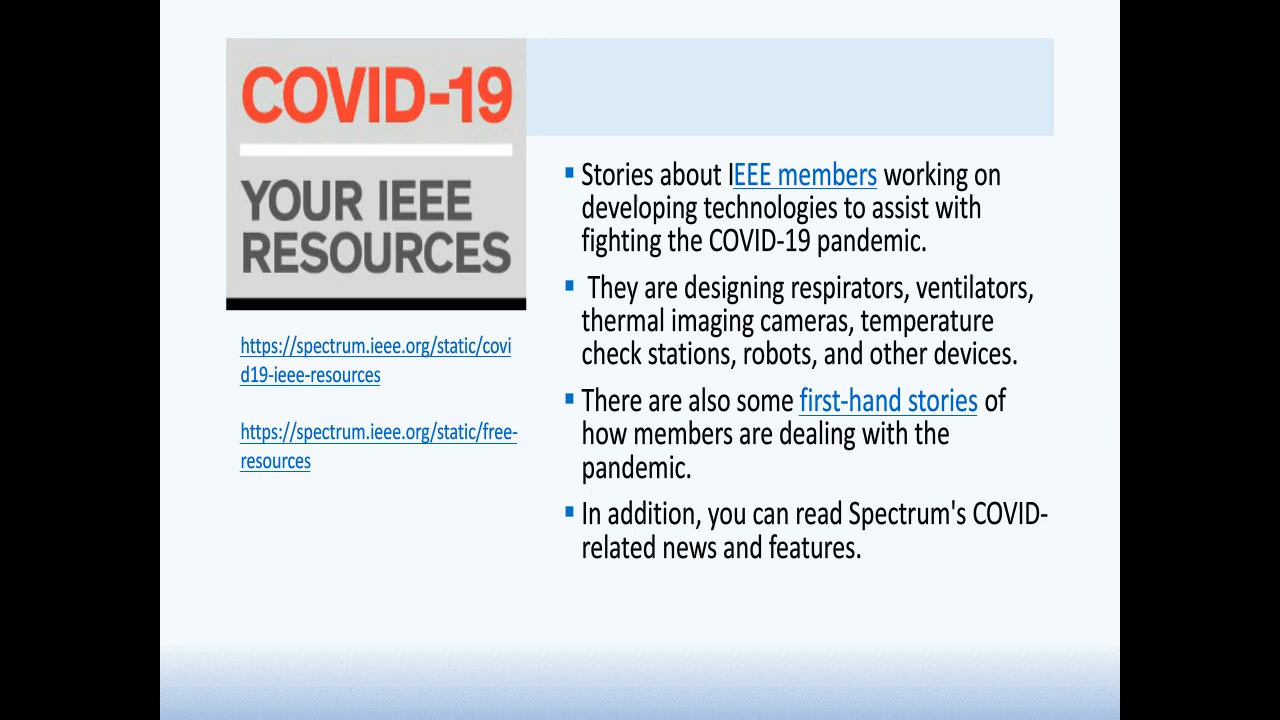 COVID-19
YOUR IEEE
RESOURCES
https://spectrum.ieee.org/static/covi
d19-ieee-resources
https://spectrum.ieee.org/static/free-
resources
▪ Stories about IEEE members working on
developing technologies to assist with
fighting the COVID-19 pandemic.
▪ They are designing respirators, ventilators,
thermal imaging cameras, temperature
check stations, robots, and other devices.
▪ There are also some first-hand stories of
how members are dealing with the
pandemic.
▪ In addition, you can read Spectrum's COVID-
related news and features.